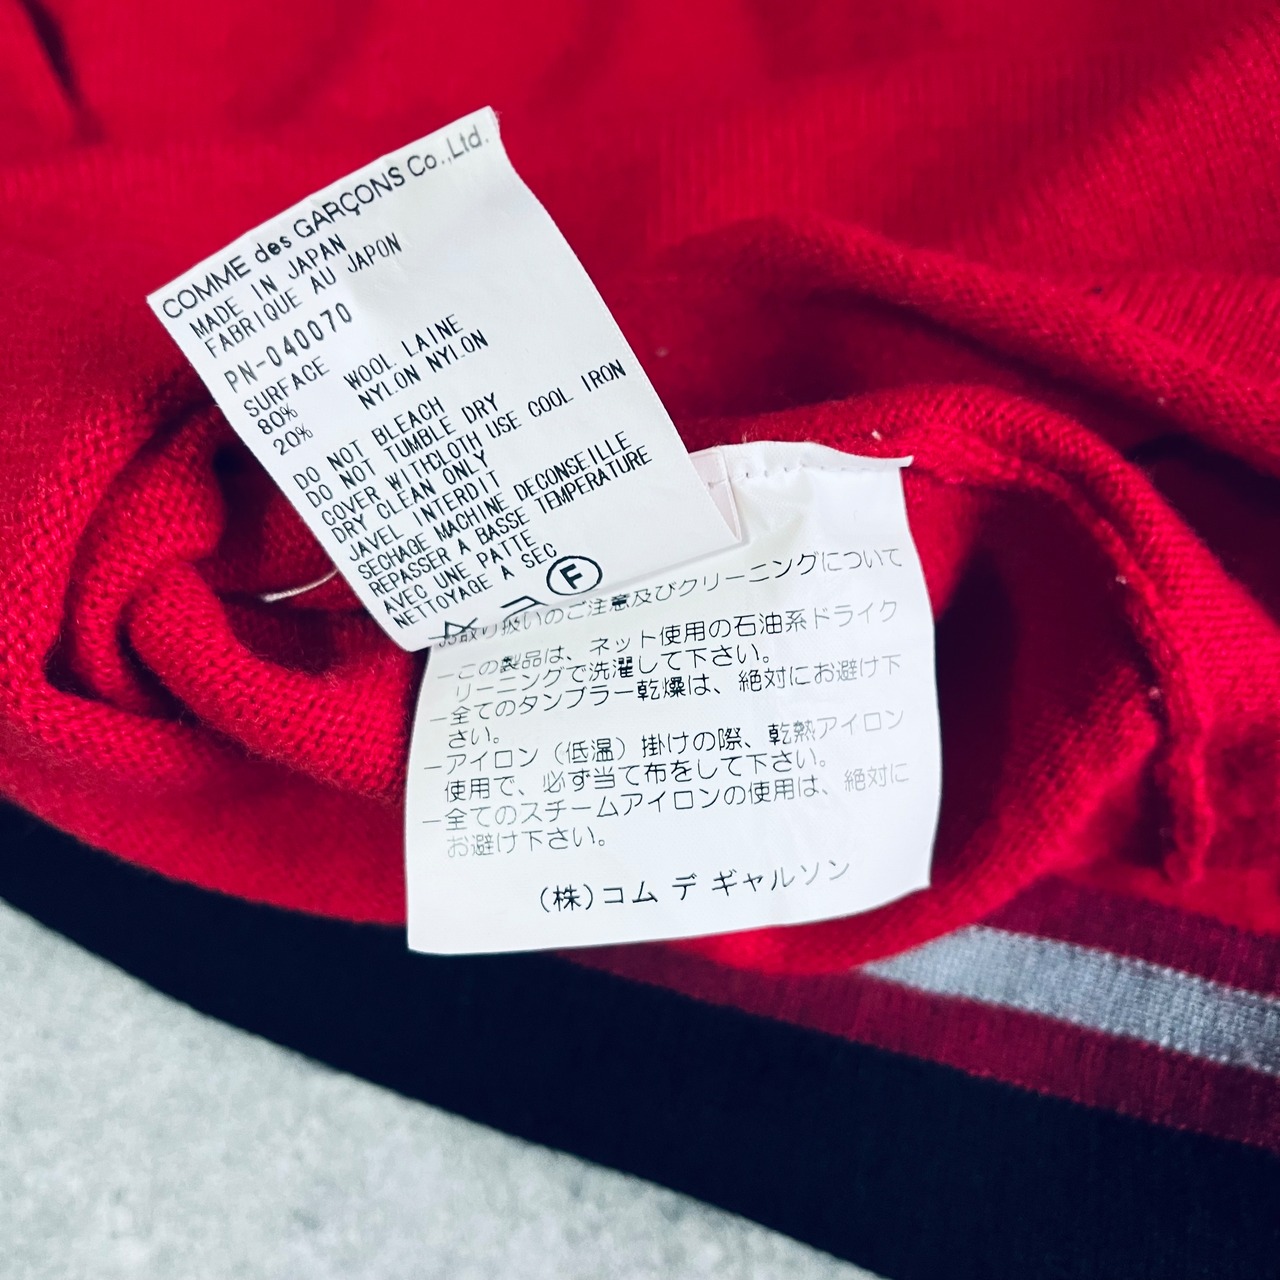 COMME des GARÇONS Co.,Ltd.
MADE IN JAPAN
FABRIQUE AU JAPON
PN-040070
SURFACE
80% WOOL LAINE
20% NYLON NYLON
DO NOT BLEACH
DO NOT TUMBLE DRY
COVER WITHCLOTH USE COOL IRON
DRY CLEAN ONLY
JAVEL INTERDIT
SECHAGE MACHINE DECONSEILLE
REPASSER A BASSE TEMPERATURE
AVEC UNE PATTE
NETTOYAGE A SEC
F
取り扱いのご注意及びクリーニングについて
ーこの製品は、ネット使用の石油系ドライク
リーニングで洗濯して下さい。
ー全てのタンブラー乾燥は、絶対にお避け下
さい。
ーアイロン（低温）掛けの際、乾熱アイロン
使用で、必ず当て布をして下さい。
ー全てのスチームアイロンの使用は、絶対に
お避け下さい。
(株)コム デ ギャルソン